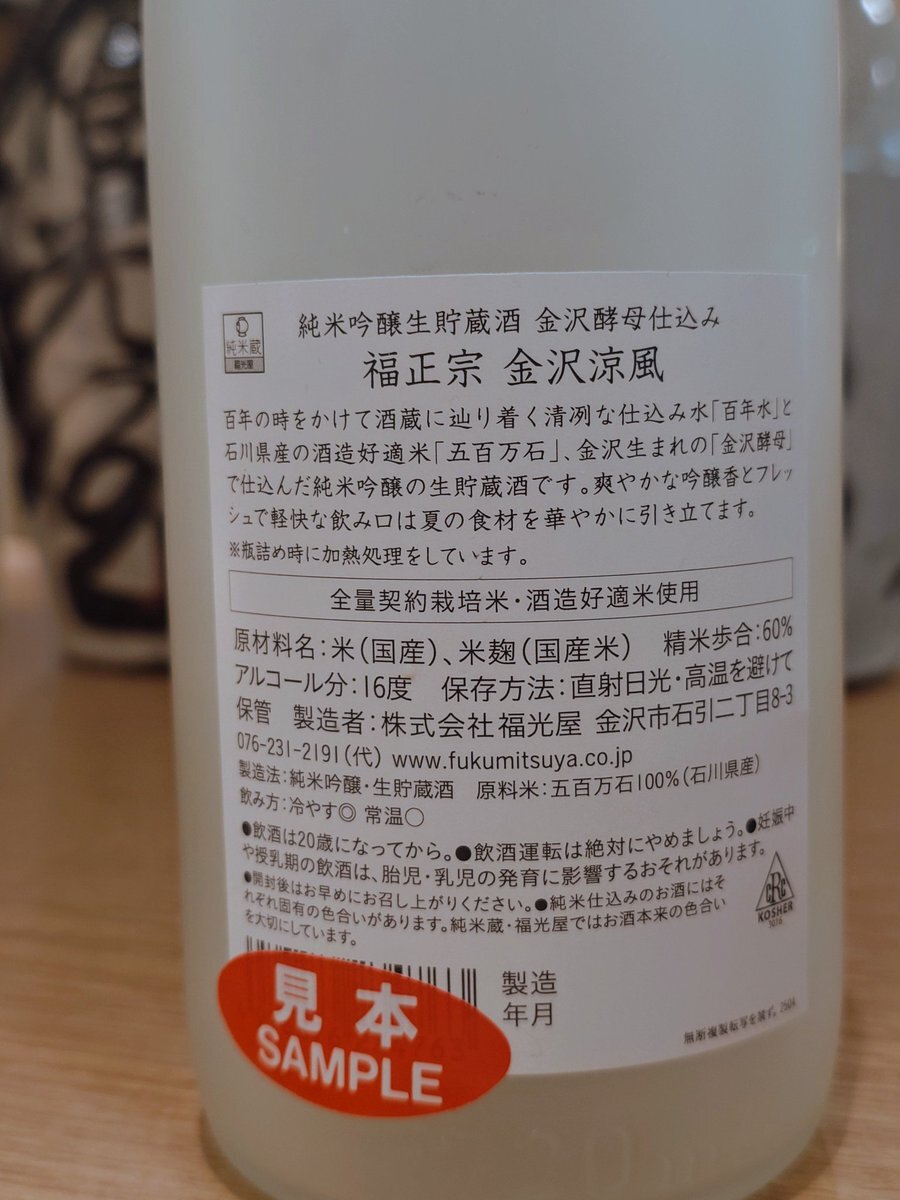 純米蔵
福光屋
純米吟醸生貯蔵酒 金沢酵母仕込み
福正宗 金沢涼風
百年の時をかけて酒蔵に辿り着く清冽な仕込み水「百年水」と
石川県産の酒造好適米「五百万石」、金沢生まれの「金沢酵母」
で仕込んだ純米吟醸の生貯蔵酒です。爽やかな吟醸香とフレッ
シュで軽快な飲み口は夏の食材を華やかに引き立てます。
※瓶詰め時に加熱処理をしています。
全量契約栽培米・酒造好適米使用
原材料名:米(国産)、米麹(国産米) 精米歩合:60%
アルコール分:16度 保存方法:直射日光・高温を避けて
保管 製造者:株式会社福光屋 金沢市石引二丁目8-3
076-231-2191(代) www.fukumitsuya.co.jp
製造法:純米吟醸・生貯蔵酒 原料米:五百万石100%(石川県産)
飲み方:冷やす◎ 常温○
●飲酒は20歳になってから。●飲酒運転は絶対にやめましょう。●妊娠中
や授乳期の飲酒は、胎児・乳児の発育に影響するおそれがあります。
●開封後はお早めにお召し上がりください。●純米仕込みのお酒にはそ
れぞれ固有の色合いがあります。純米蔵・福光屋ではお酒本来の色合い
を大切にしています。
CRC
KOSHER
5076
製造
年月
無断複製転写を禁ず。250A
見本
SAMPLE